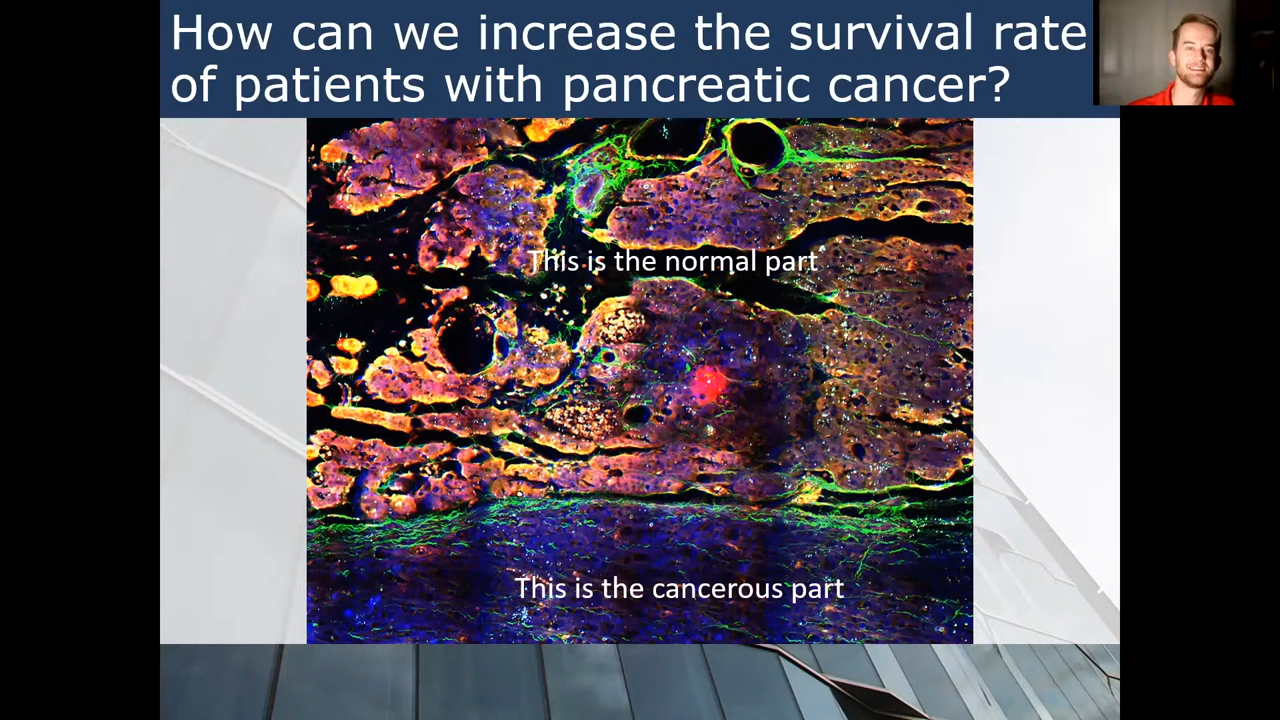 How can we increase the survival rate
of patients with pancreatic cancer?
This is the normal part
This is the cancerous part